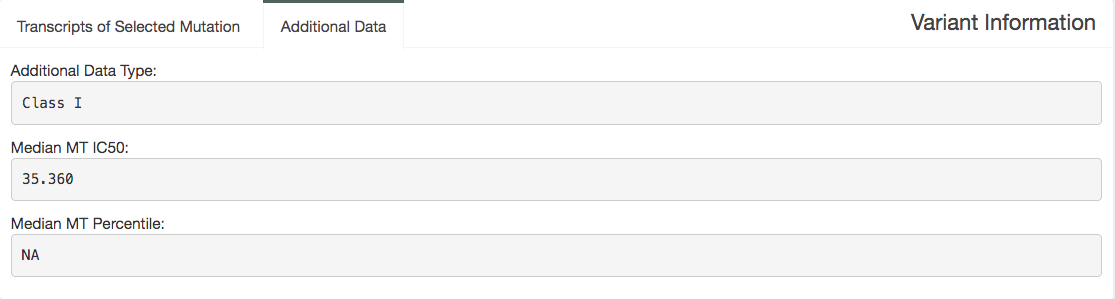 Transcripts of Selected Mutation
Additional Data
Variant Information
Additional Data Type:
Class I
Median MT IC50:
35.360
Median MT Percentile:
NA